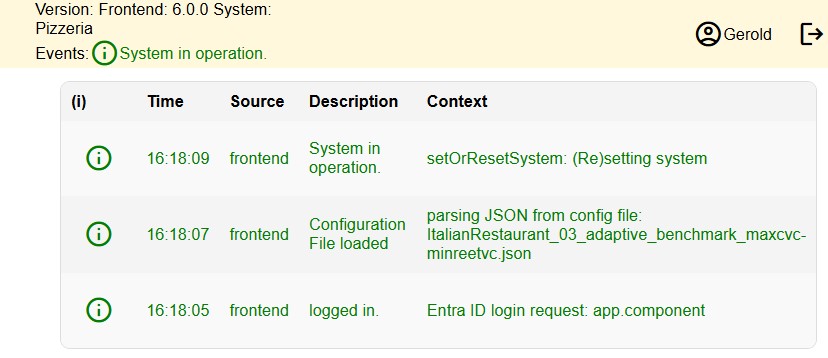 Version: Frontend: 6.0.0 System:
Pizzeria
Events: System in operation.
Gerold
(i) Time Source Description Context
16:18:09 frontend System in operation. setOrResetSystem: (Re)setting system
16:18:07 frontend Configuration File loaded parsing JSON from config file: ItalianRestaurant_03_adaptive_benchmark_maxcvc-minreetvc.json
16:18:05 frontend logged in. Entra ID login request: app.component